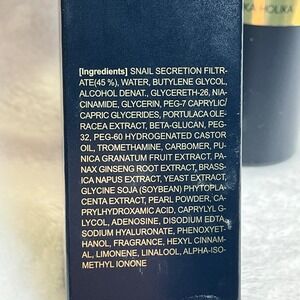 KA HOLIKA
[Ingredients] SNAIL SECRETION FILTR-
ATE(45 %), WATER, BUTYLENE GLYCOL,
ALCOHOL DENAT., GLYCERETH-26, NIA-
CINAMIDE, GLYCERIN, PEG-7 CAPRYLIC/
CAPRIC GLYCERIDES, PORTULACA OLE-
RACEA EXTRACT, BETA-GLUCAN, PEG-
32, PEG-60 HYDROGENATED CASTOR
OIL, TROMETHAMINE, CARBOMER, PU-
NICA GRANATUM FRUIT EXTRACT, PA-
NAX GINSENG ROOT EXTRACT, BRASS-
ICA NAPUS EXTRACT, YEAST EXTRACT,
GLYCINE SOJA (SOYBEAN) PHYTOPLA-
CENTA EXTRACT, PEARL POWDER, CA-
PRYLHYDROXAMIC ACID, CAPRYLYL G-
LYCOL, ADENOSINE, DISODIUM EDTA,
SODIUM HYALURONATE, PHENOXYET-
HANOL, FRAGRANCE, HEXYL CINNAM-
AL, LIMONENE, LINALOOL, ALPHA-ISO-
METHYL IONONE